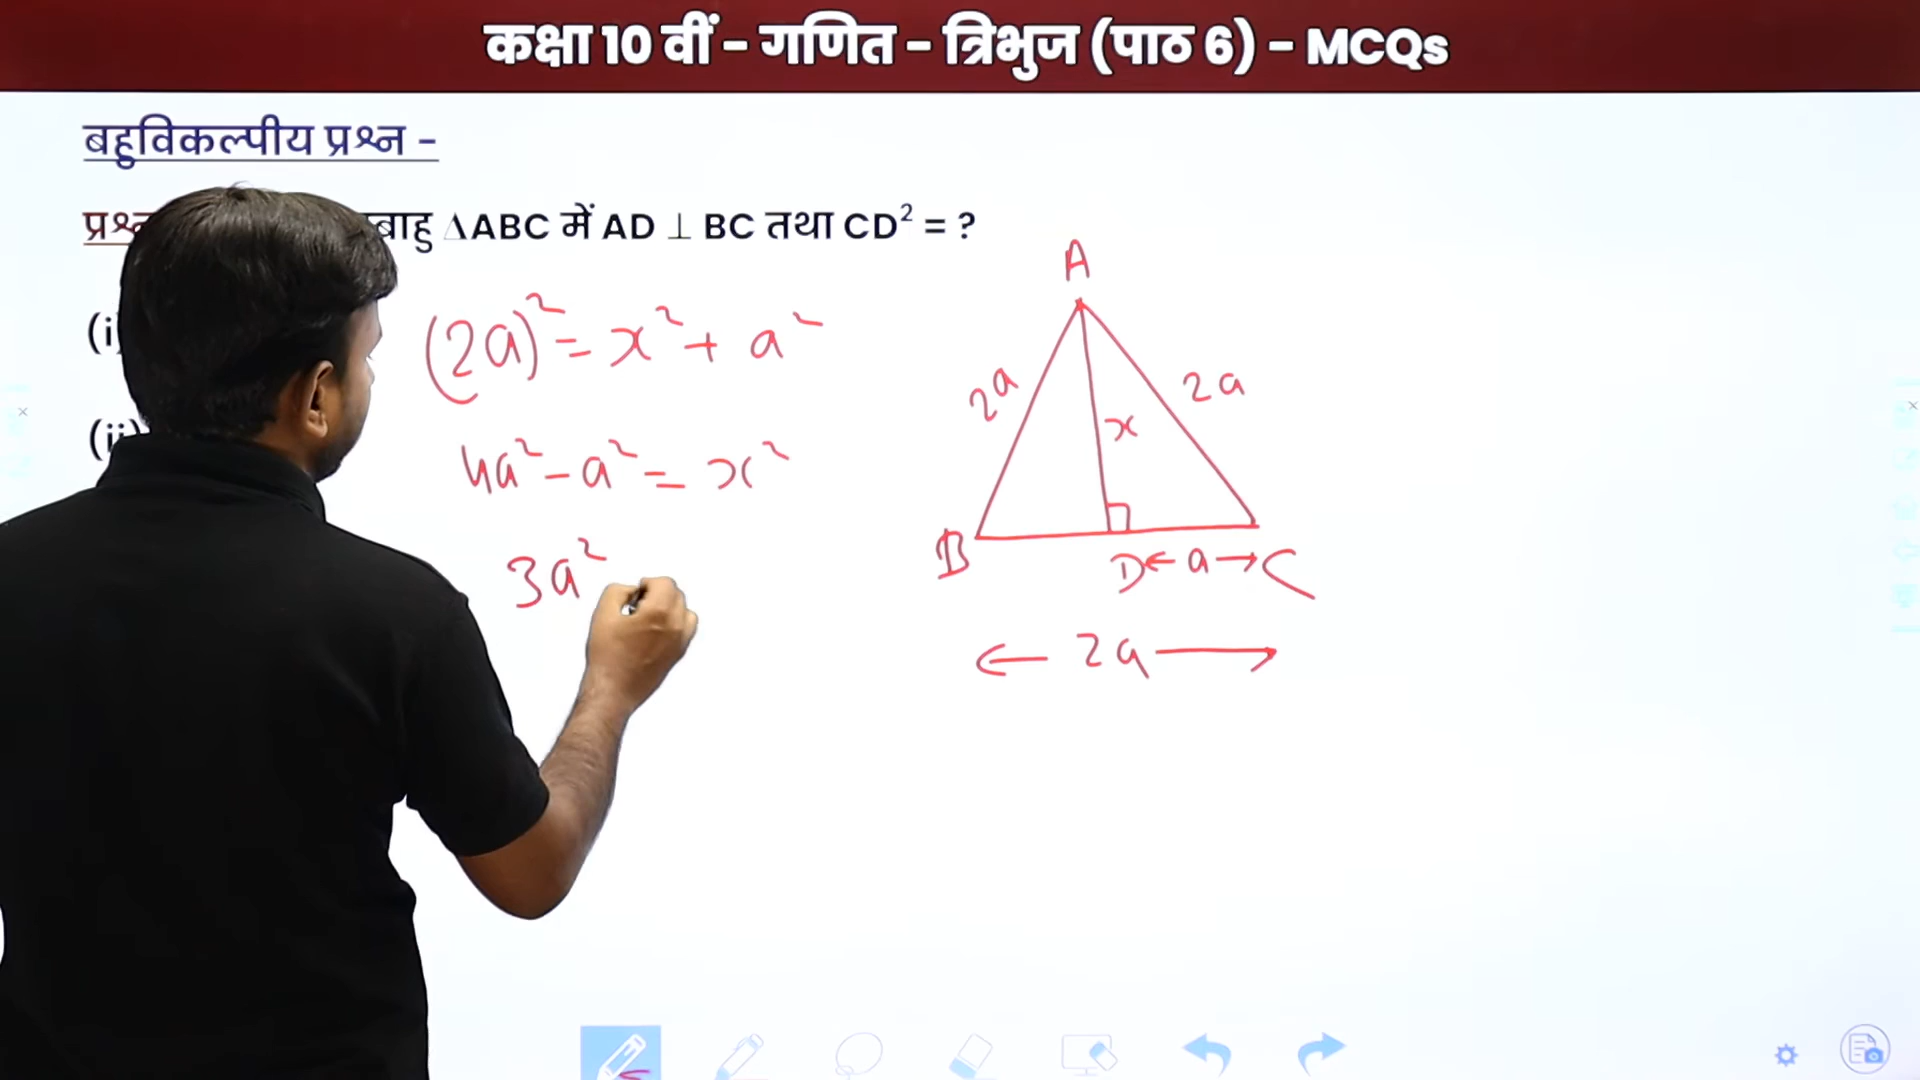 कक्षा 10 वीं – गणित – त्रिभुज (पाठ 6) – MCQs
बहुविकल्पीय प्रश्न –
ΔABC में AD ⊥ BC तथा CD² = ?
(i)
(ii)
(2a)² = x² + a²
4a² − a² = x²
3a²
A
2a
2a
x
B
D ← a → C
← 2a →